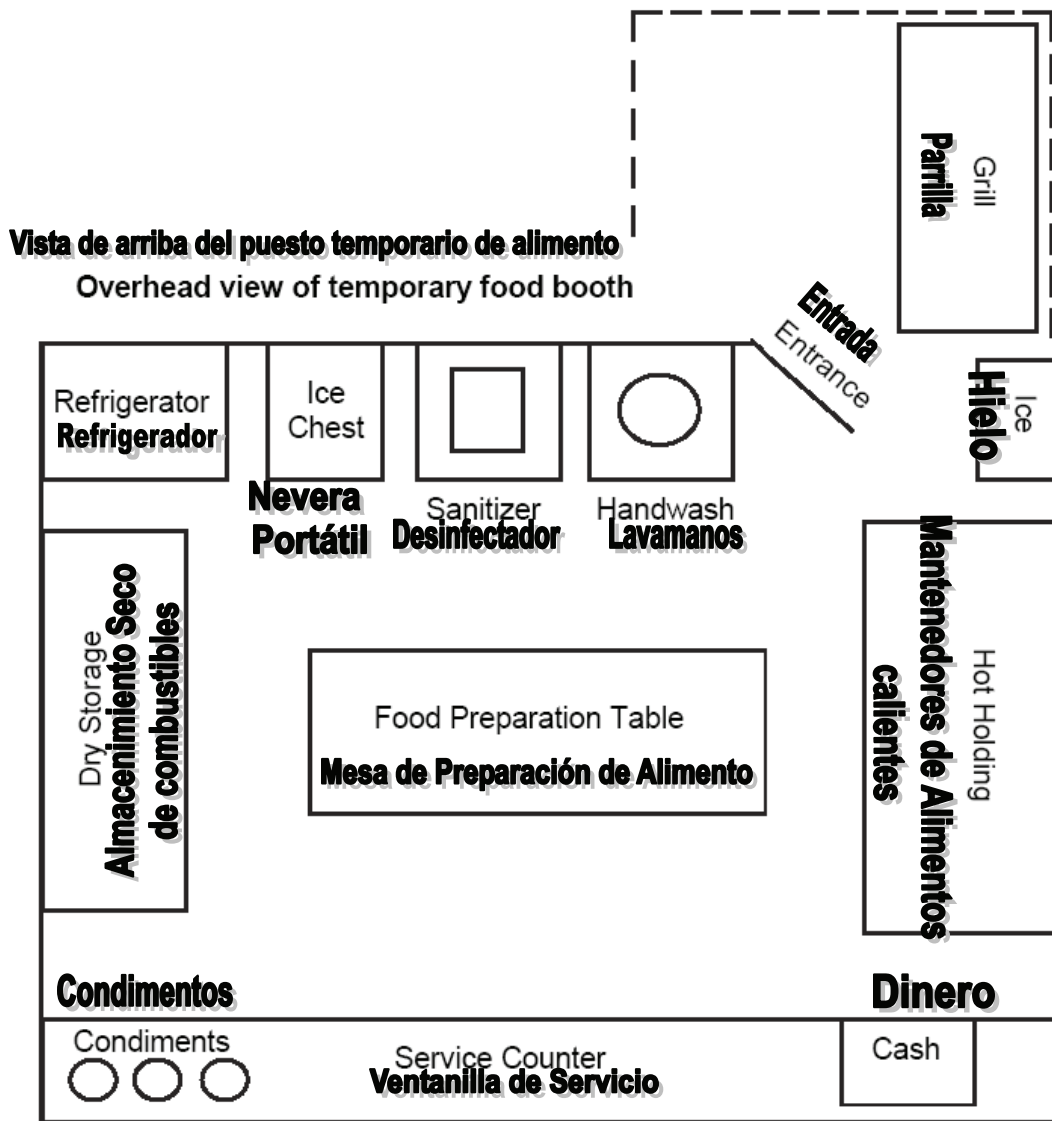 Grill
Parrilla
Vista de arriba del puesto temporario de alimento
Overhead view of temporary food booth
Entrada
Entrance
Refrigerator
Refrigerador
Ice
Chest
Nevera
Portátil
Sanitizer
Desinfectador
Handwash
Lavamanos
Ice
Hielo
Dry Storage
Almacenimiento Seco
de combustibles
Food Preparation Table
Mesa de Preparación de Alimento
Hot Holding
Mantenedores de Alimentos
calientes
Condimentos
Condiments
Service Counter
Ventanilla de Servicio
Dinero
Cash